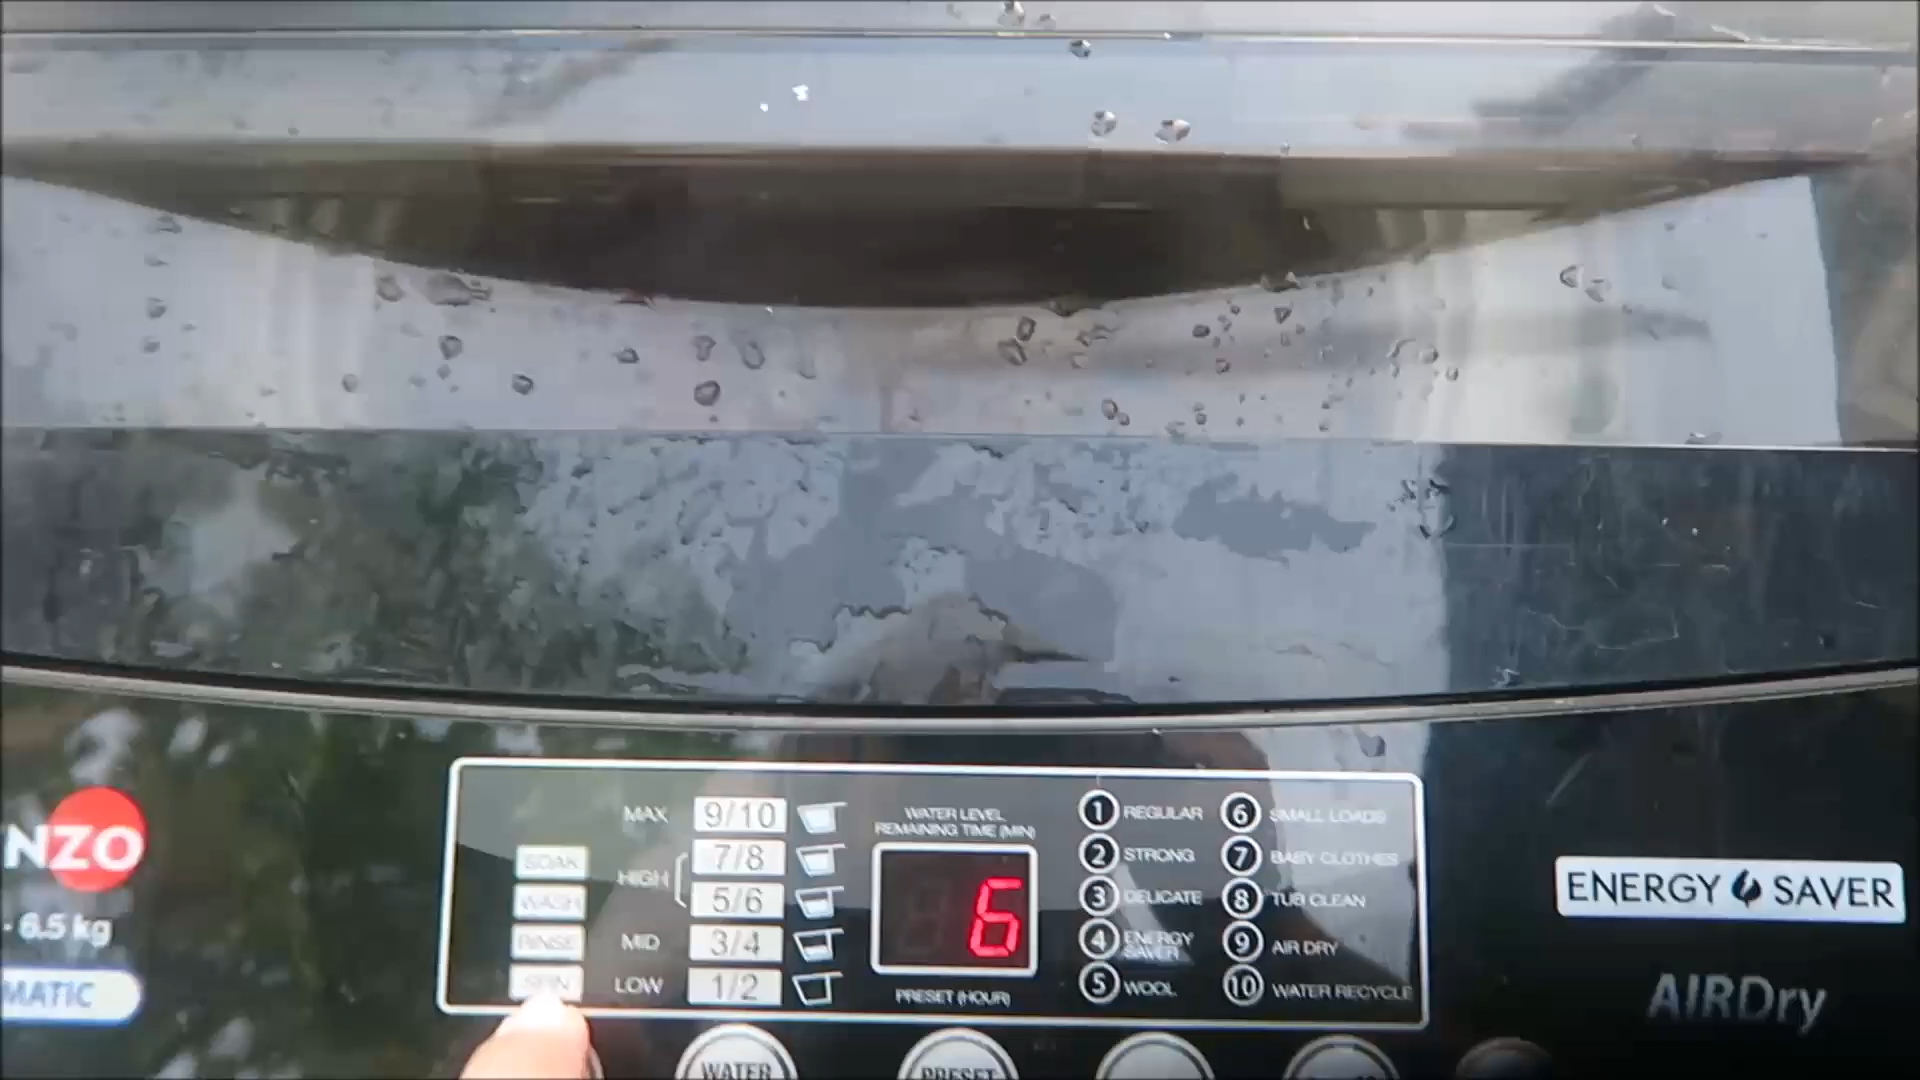 NZO
- 6.5 kg
MATIC
SOAK
WASH
RINSE
SPIN
MAX 9/10
HIGH 7/8
5/6
MID 3/4
LOW 1/2
WATER LEVEL
REMAINING TIME (MIN)
6
PRESET (HOUR)
1 REGULAR
2 STRONG
3 DELICATE
4 ENERGY
SAVER
5 WOOL
6 SMALL LOADS
7 BABY CLOTHES
8 TUB CLEAN
9 AIR DRY
10 WATER RECYCLE
ENERGY SAVER
AIRDry
WATER
PRESET